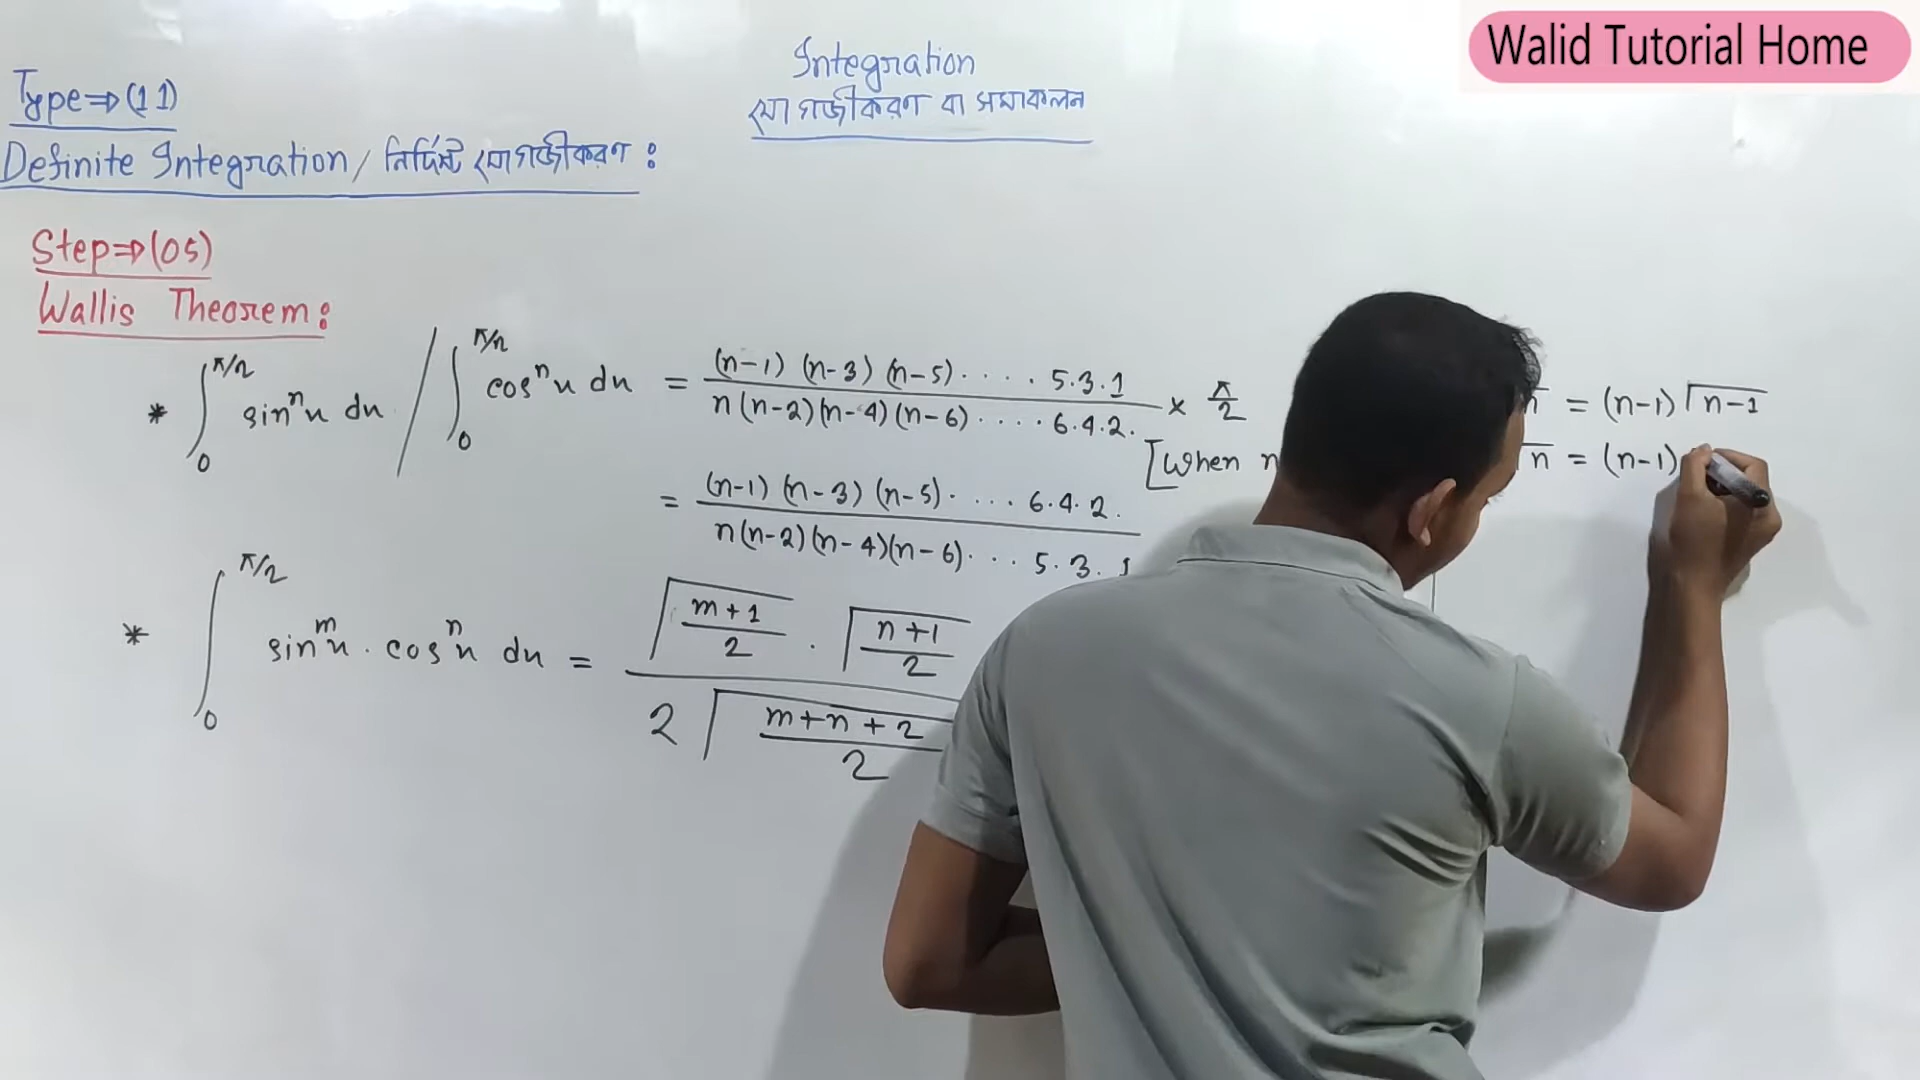 Walid Tutorial Home
Integration
যোগজীকরণ বা সমাকলন
Type⇒(11)
Definite Integration/নির্দিষ্ট যোগজীকরণ :
Step⇒(05)
Wallis Theorem:
* ∫₀^{π/2} sinⁿx dx / ∫₀^{π/2} cosⁿx dx = (n-1)(n-3)(n-5)·····5.3.1 / n(n-2)(n-4)(n-6)·····6.4.2. × π/2
[When n
= (n-1)(n-3)(n-5)·····6.4.2. / n(n-2)(n-4)(n-6)····5.3.1
* ∫₀^{π/2} sin^m x . cos^n x dx = Γ((m+1)/2) . Γ((n+1)/2) / 2 Γ((m+n+2)/2)
n = (n-1) Γ(n-1)
Γn = (n-1)